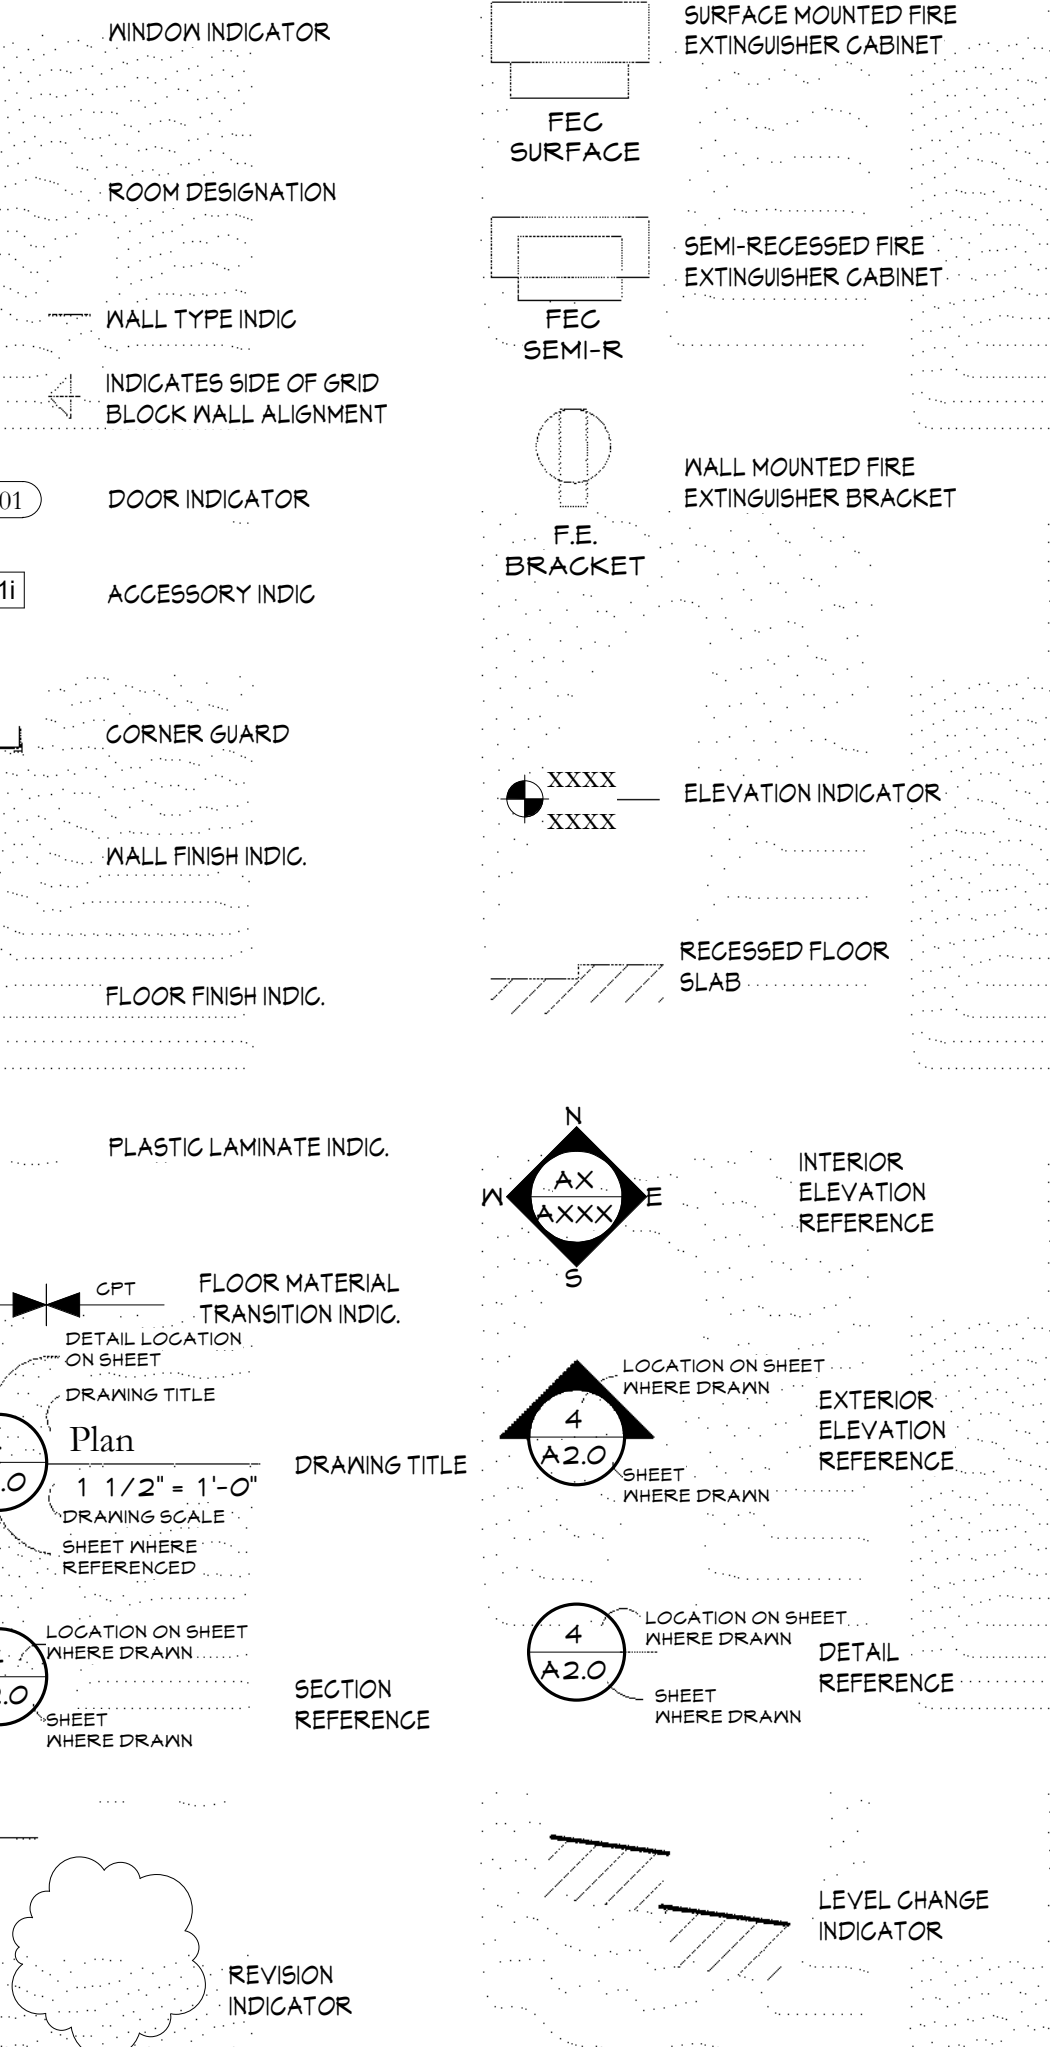 WINDOW INDICATOR
ROOM DESIGNATION
WALL TYPE INDIC
INDICATES SIDE OF GRID
BLOCK WALL ALIGNMENT
01
DOOR INDICATOR
1i
ACCESSORY INDIC
CORNER GUARD
WALL FINISH INDIC.
FLOOR FINISH INDIC.
PLASTIC LAMINATE INDIC.
CPT
FLOOR MATERIAL
TRANSITION INDIC.
DETAIL LOCATION
ON SHEET
DRAWING TITLE
Plan
.0
1 1/2" = 1'-0"
DRAWING TITLE
DRAWING SCALE
SHEET WHERE
REFERENCED
LOCATION ON SHEET
WHERE DRAWN
.0
SHEET
WHERE DRAWN
SECTION
REFERENCE
REVISION
INDICATOR
SURFACE MOUNTED FIRE
EXTINGUISHER CABINET
FEC
SURFACE
SEMI-RECESSED FIRE
EXTINGUISHER CABINET
FEC
SEMI-R
WALL MOUNTED FIRE
EXTINGUISHER BRACKET
F.E.
BRACKET
XXXX
XXXX
ELEVATION INDICATOR
RECESSED FLOOR
SLAB
N
AX
W E
AXXX
S
INTERIOR
ELEVATION
REFERENCE
LOCATION ON SHEET
WHERE DRAWN
4
A2.0
SHEET
WHERE DRAWN
EXTERIOR
ELEVATION
REFERENCE
LOCATION ON SHEET
WHERE DRAWN
4
A2.0
SHEET
WHERE DRAWN
DETAIL
REFERENCE
LEVEL CHANGE
INDICATOR